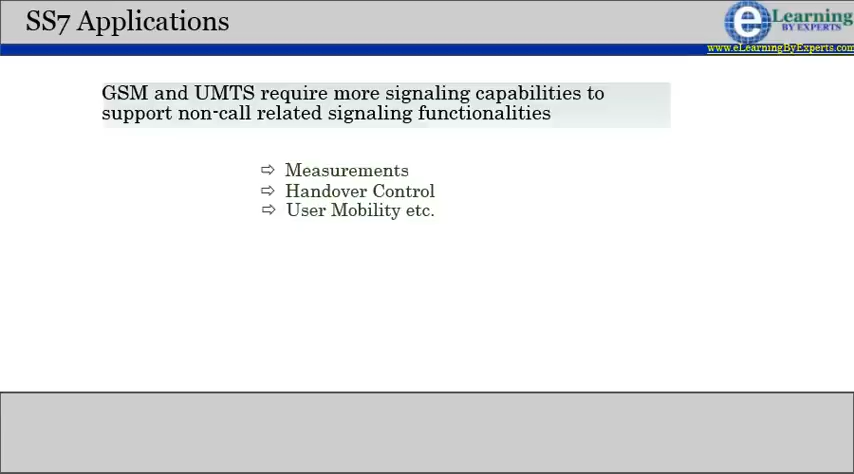 SS7 Applications
e Learning
BY EXPERTS
www.eLearningByExperts.com
GSM and UMTS require more signaling capabilities to
support non-call related signaling functionalities
⇨ Measurements
⇨ Handover Control
⇨ User Mobility etc.